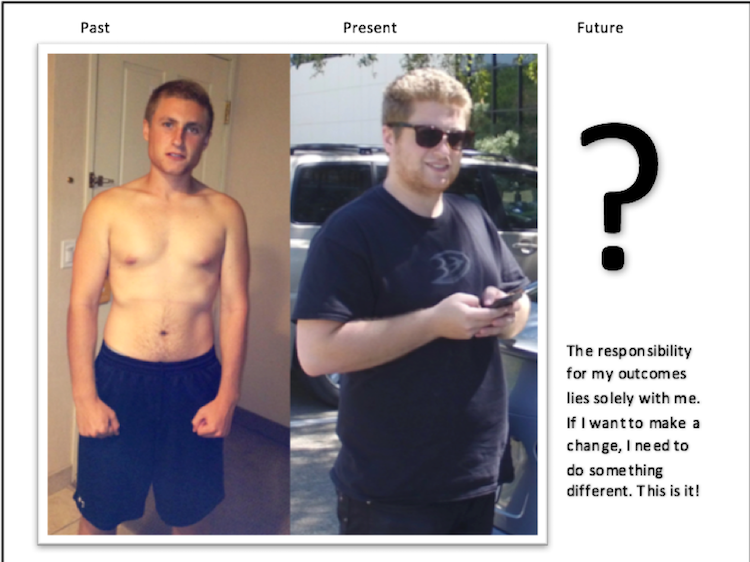 Past
Present
Future
?
The responsibility
for my outcomes
lies solely with me.
If I want to make a
change, I need to
do something
different. This is it!